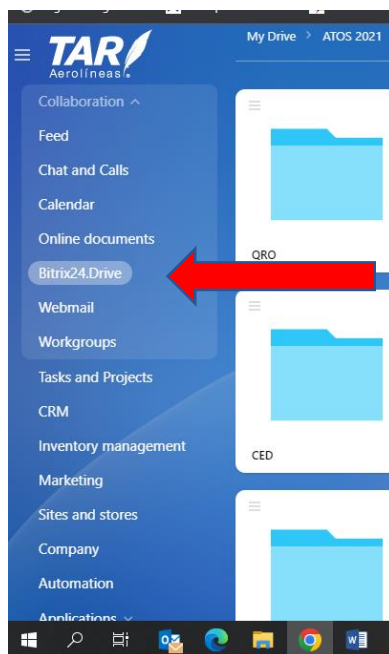 TAR
Aerolíneas
My Drive > ATOS 2021
Collaboration
Feed
Chat and Calls
Calendar
Online documents
Bitrix24.Drive
Webmail
Workgroups
Tasks and Projects
CRM
Inventory management
Marketing
Sites and stores
Company
Automation
Applications
QRO
CED